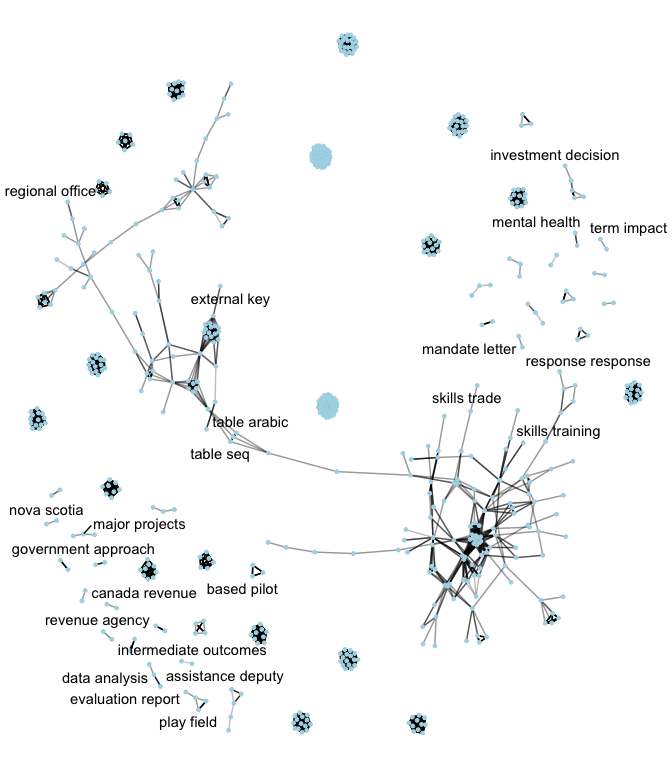 investment decision
regional office
mental health
term impact
external key
mandate letter
response response
skills trade
table arabic
skills training
table seq
nova scotia
major projects
government approach
based pilot
canada revenue
revenue agency
intermediate outcomes
data analysis
assistance deputy
evaluation report
play field